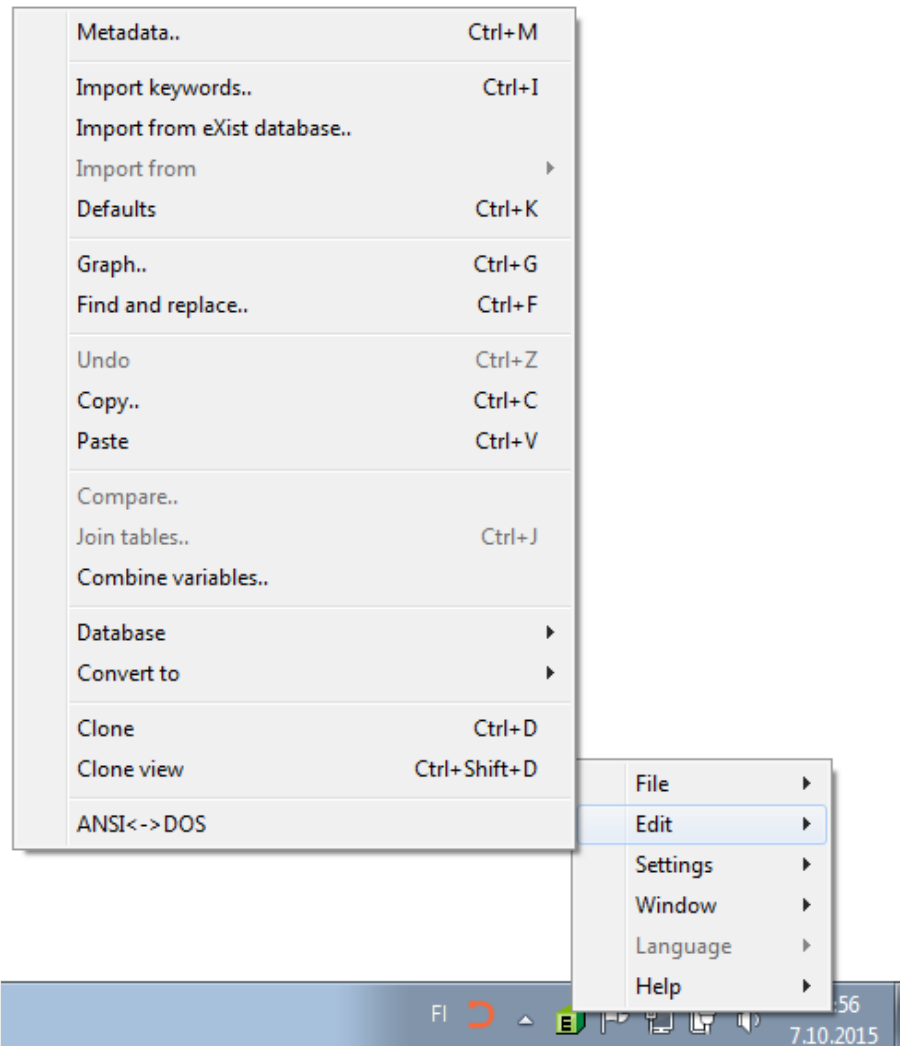 Metadata.. Ctrl+M
Import keywords.. Ctrl+I
Import from eXist database..
Import from
Defaults Ctrl+K
Graph.. Ctrl+G
Find and replace.. Ctrl+F
Undo Ctrl+Z
Copy.. Ctrl+C
Paste Ctrl+V
Compare..
Join tables.. Ctrl+J
Combine variables..
Database
Convert to
Clone Ctrl+D
Clone view Ctrl+Shift+D
ANSI<->DOS
File
Edit
Settings
Window
Language
Help
FI E :56
7.10.2015